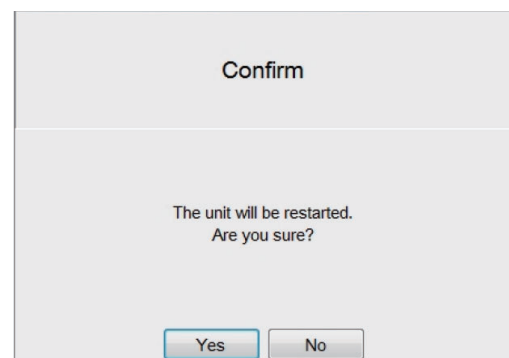 Confirm
The unit will be restarted.
Are you sure?
Yes
No